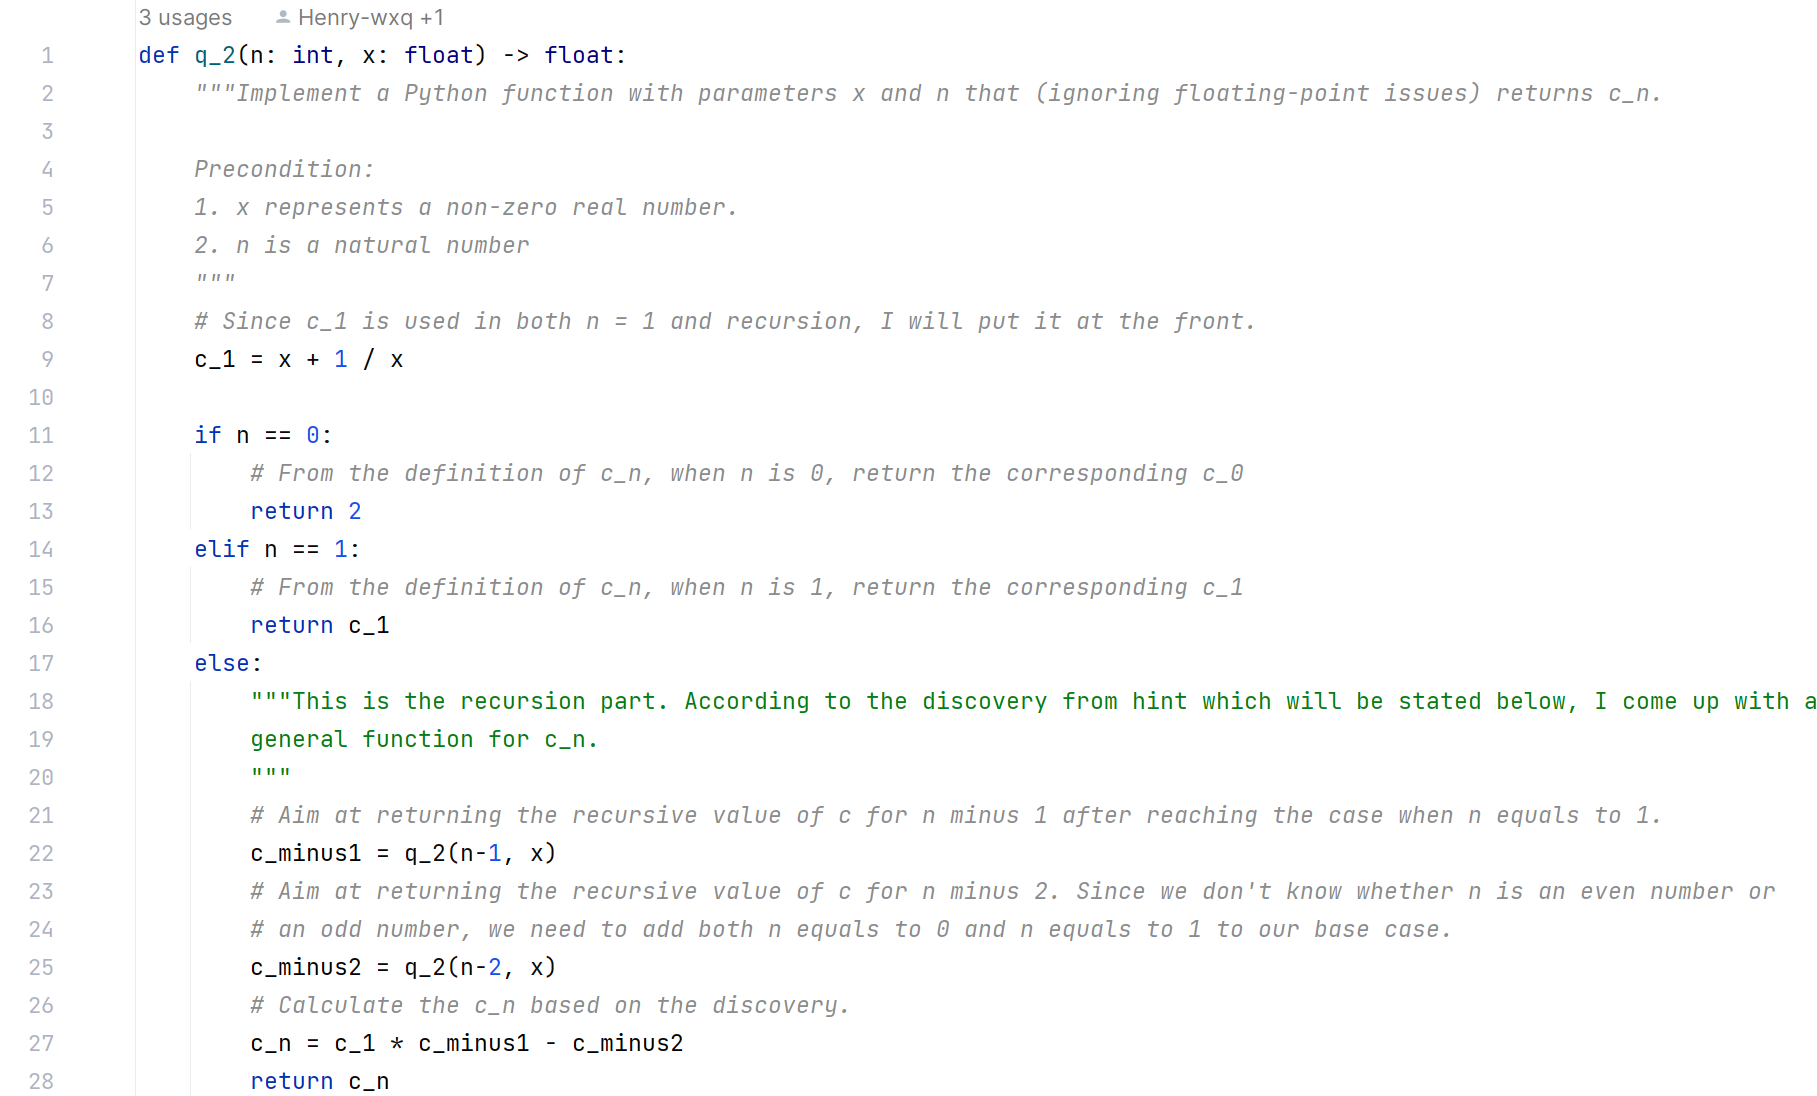 3 usages Henry-wxq +1
1 def q_2(n: int, x: float) -> float:
2 """Implement a Python function with parameters x and n that (ignoring floating-point issues) returns c_n.
3
4 Precondition:
5 1. x represents a non-zero real number.
6 2. n is a natural number
7 """
8 # Since c_1 is used in both n = 1 and recursion, I will put it at the front.
9 c_1 = x + 1 / x
10
11 if n == 0:
12 # From the definition of c_n, when n is 0, return the corresponding c_0
13 return 2
14 elif n == 1:
15 # From the definition of c_n, when n is 1, return the corresponding c_1
16 return c_1
17 else:
18 """This is the recursion part. According to the discovery from hint which will be stated below, I come up with a
19 general function for c_n.
20 """
21 # Aim at returning the recursive value of c for n minus 1 after reaching the case when n equals to 1.
22 c_minus1 = q_2(n-1, x)
23 # Aim at returning the recursive value of c for n minus 2. Since we don't know whether n is an even number or
24 # an odd number, we need to add both n equals to 0 and n equals to 1 to our base case.
25 c_minus2 = q_2(n-2, x)
26 # Calculate the c_n based on the discovery.
27 c_n = c_1 * c_minus1 - c_minus2
28 return c_n